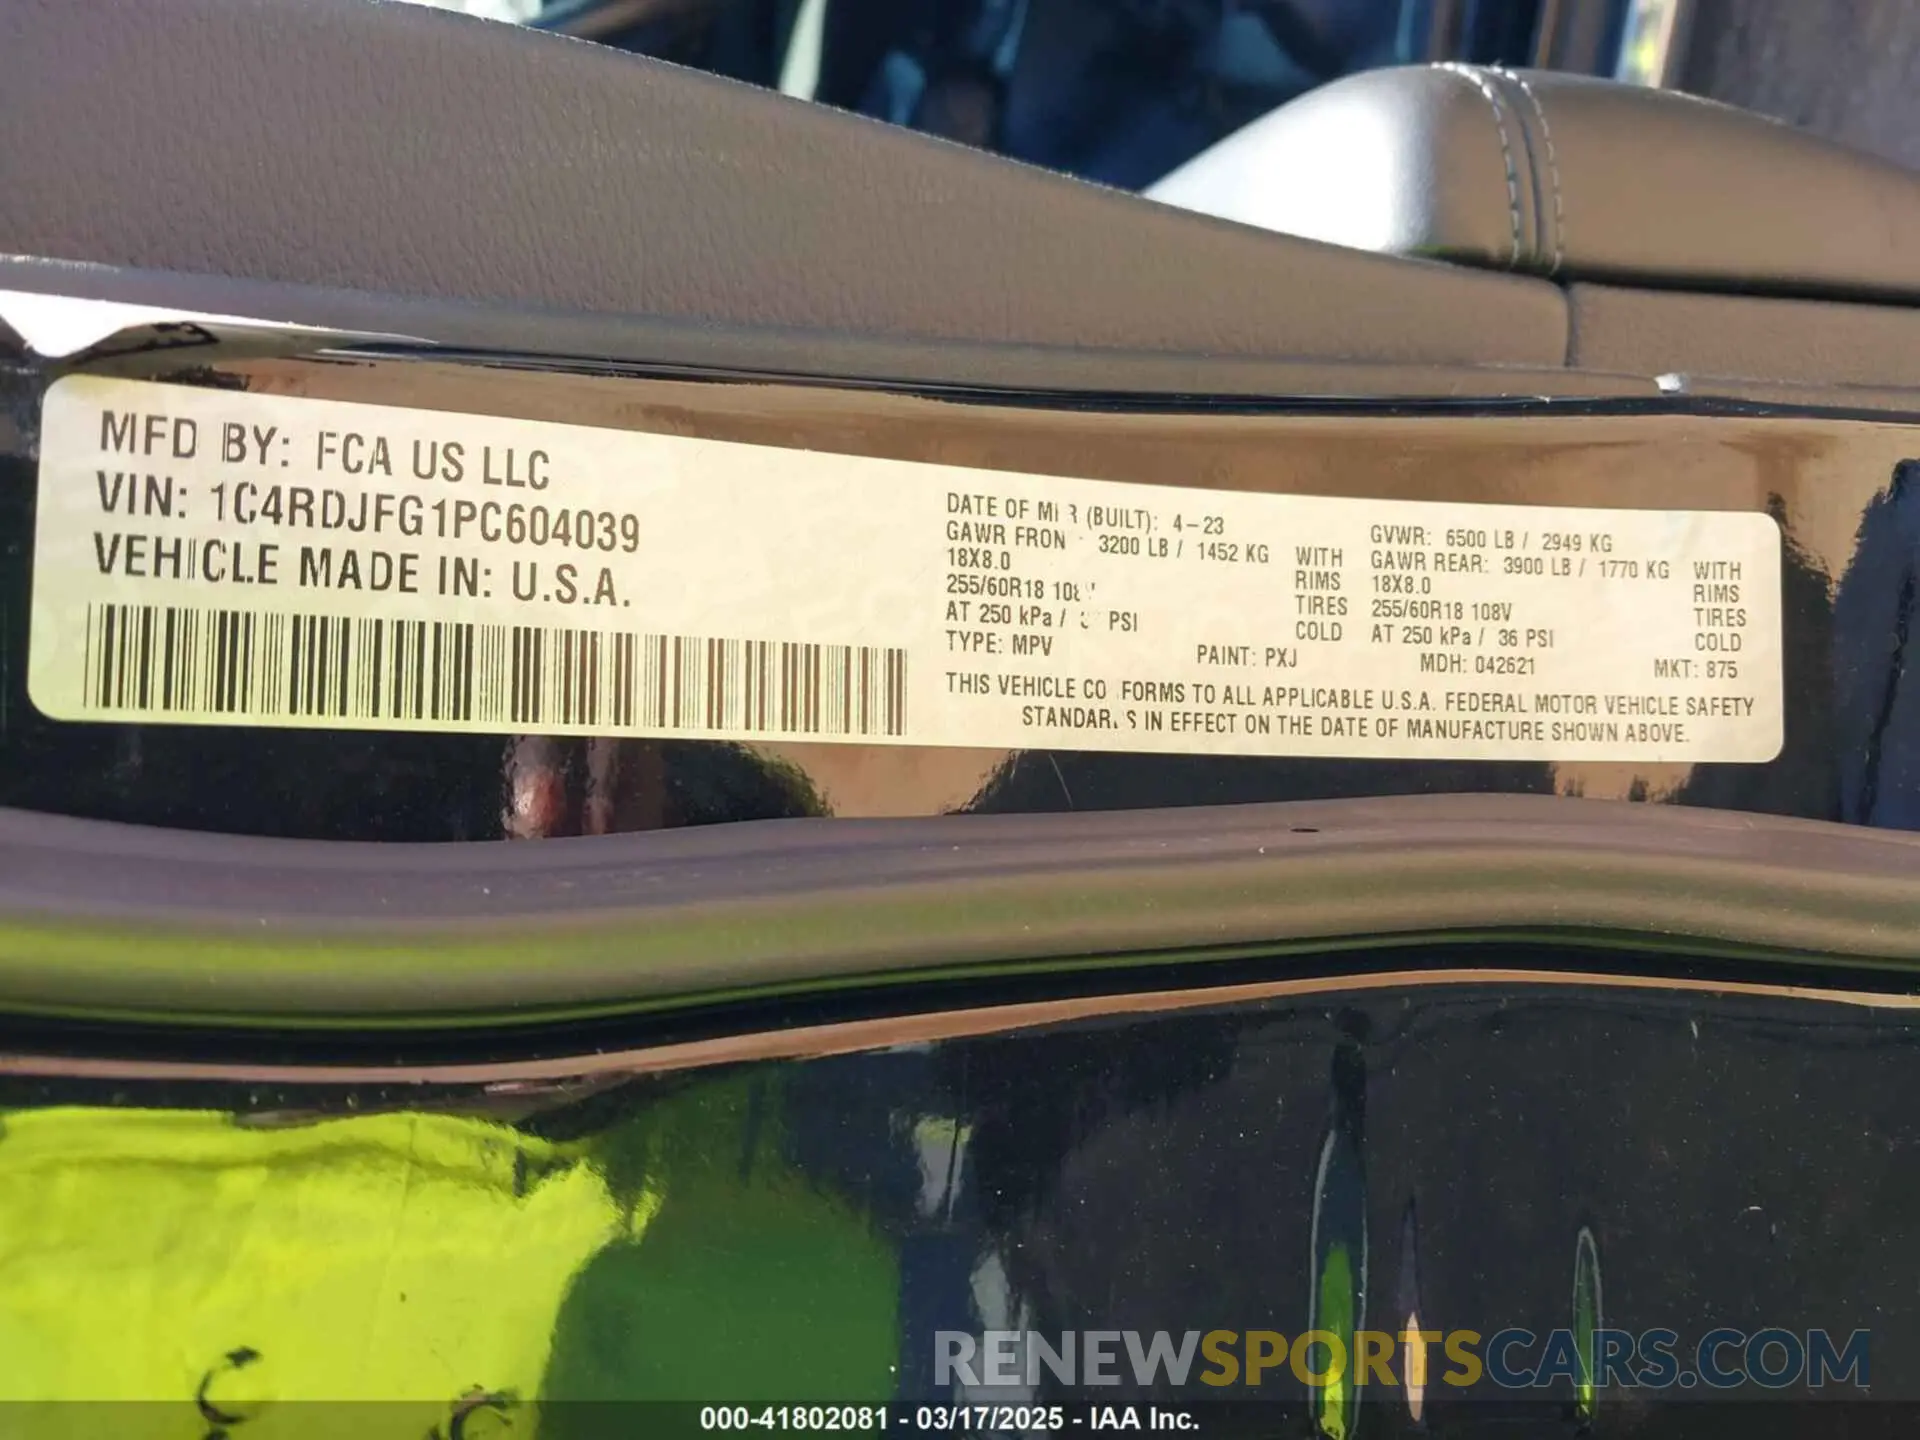 MFD BY: FCA US LLC
VIN: 1C4RDJFG1PC604039
VEHICLE MADE IN: U.S.A.
DATE OF (BUILT): 4-23
GAWR FRON 3200 LB / 1452 KG WITH
18X8.0 RIMS
255/60R18 TIRES
AT 250 kPa / PSI COLD
TYPE: MPV
PAINT: PXJ
GVWR: 6500 LB / 2949 KG
GAWR REAR: 3900 LB / 1770 KG WITH
18X8.0 RIMS
255/60R18 108V TIRES
AT 250 kPa / 36 PSI COLD
MDH: 042621 MKT: 875
THIS VEHICLE CO FORMS TO ALL APPLICABLE U.S.A. FEDERAL MOTOR VEHICLE SAFETY
STANDAR S IN EFFECT ON THE DATE OF MANUFACTURE SHOWN ABOVE.
RENEWSPORTSCARS.COM
000-41802081 - 03/17/2025 - IAA Inc.